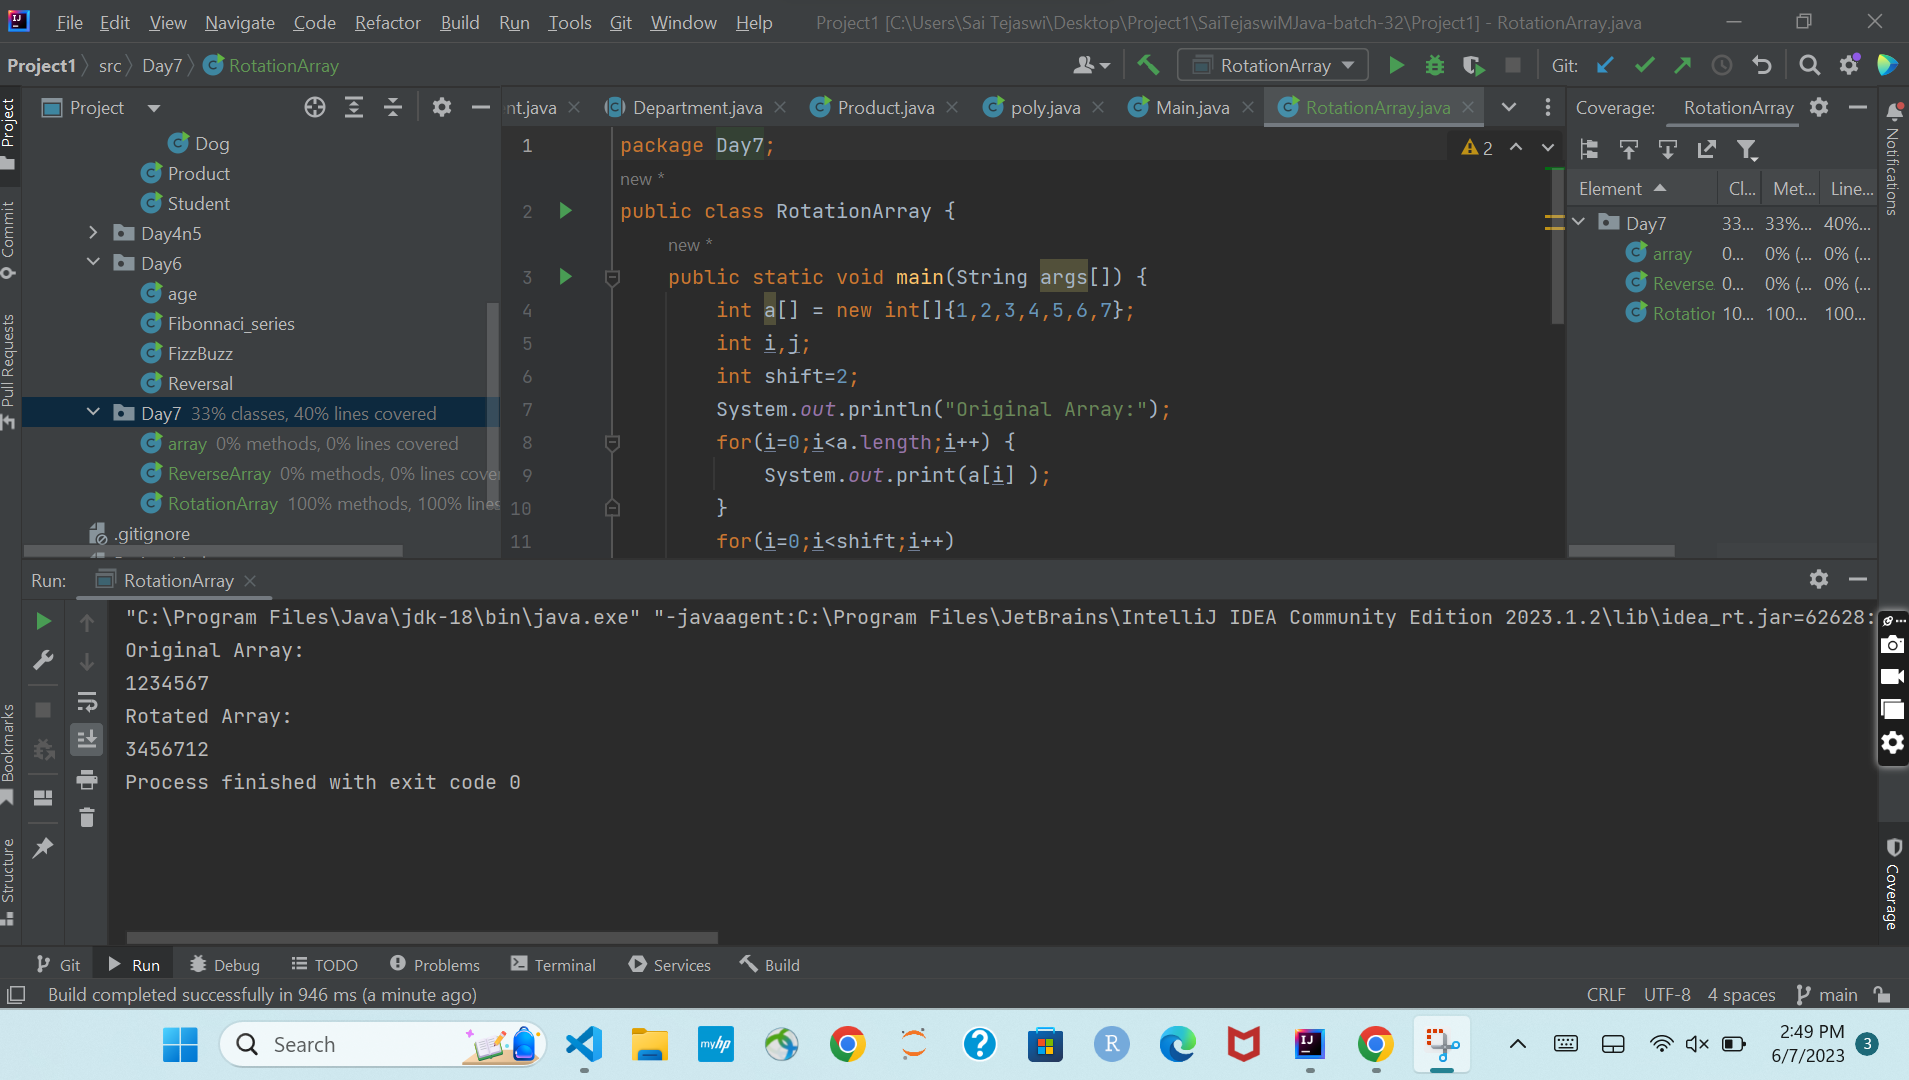 File Edit View Navigate Code Refactor Build Run Tools Git Window Help Project1 [C:\Users\Sai Tejaswi\Desktop\Project1\SaiTejaswiMJava-batch-32\Project1] - RotationArray.java
Project1 src Day7 RotationArray RotationArray Git:
Project
Project
Commit
Pull Requests
Bookmarks
Structure
Dog
Product
Student
Day4n5
Day6
age
Fibonnaci_series
FizzBuzz
Reversal
Day7 33% classes, 40% lines covered
array 0% methods, 0% lines covered
ReverseArray 0% methods, 0% lines cove
RotationArray 100% methods, 100% lines
.gitignore
nt.java Department.java Product.java poly.java Main.java RotationArray.java
1 package Day7; 2
new *
2 public class RotationArray {
new *
3 public static void main(String args[]) {
4 int a[] = new int[]{1,2,3,4,5,6,7};
5 int i,j;
6 int shift=2;
7 System.out.println("Original Array:");
8 for(i=0;i<a.length;i++) {
9 System.out.print(a[i] );
10 }
11 for(i=0;i<shift;i++)
Coverage: RotationArray
Element Cl... Met... Line...
Day7 33... 33%... 40%...
array 0... 0% (... 0% (...
Reverse 0... 0% (... 0% (...
Rotation 10... 100... 100...
Notifications
Coverage
Run: RotationArray
"C:\Program Files\Java\jdk-18\bin\java.exe" "-javaagent:C:\Program Files\JetBrains\IntelliJ IDEA Community Edition 2023.1.2\lib\idea_rt.jar=62628:
Original Array:
1234567
Rotated Array:
3456712
Process finished with exit code 0
Git Run Debug TODO Problems Terminal Services Build
Build completed successfully in 946 ms (a minute ago) CRLF UTF-8 4 spaces main
Search myhp R IJ 2:49 PM
6/7/2023 3